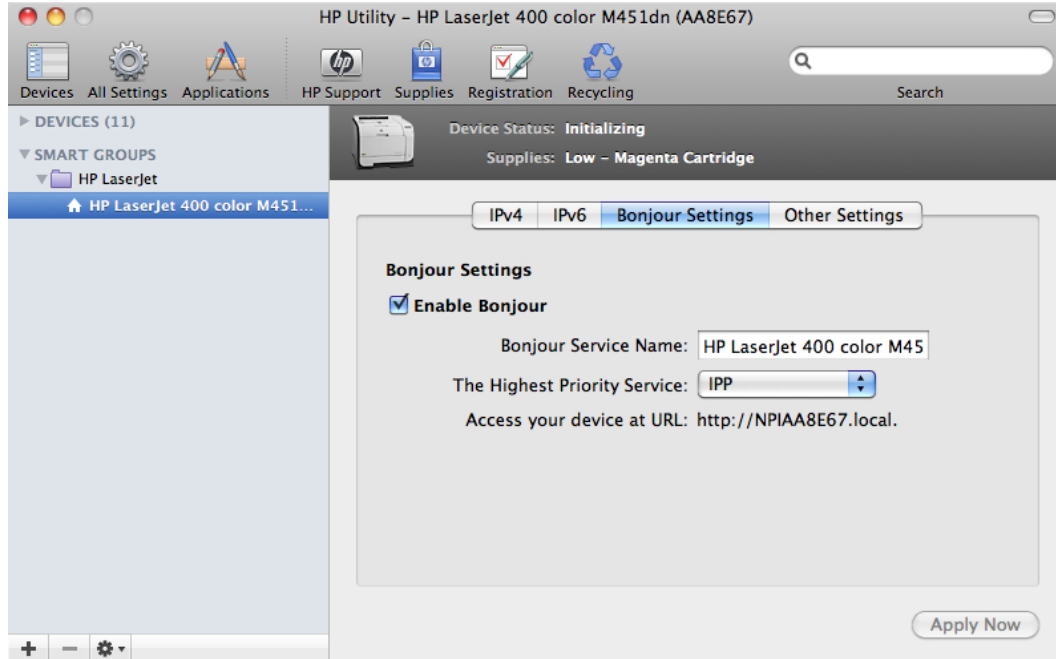 HP Utility – HP LaserJet 400 color M451dn (AA8E67)
Devices All Settings Applications HP Support Supplies Registration Recycling Search
DEVICES (11)
SMART GROUPS
HP LaserJet
HP LaserJet 400 color M451...
Device Status: Initializing
Supplies: Low – Magenta Cartridge
IPv4 IPv6 Bonjour Settings Other Settings
Bonjour Settings
Enable Bonjour
Bonjour Service Name: HP LaserJet 400 color M45
The Highest Priority Service: IPP
Access your device at URL: http://NPIAA8E67.local.
Apply Now